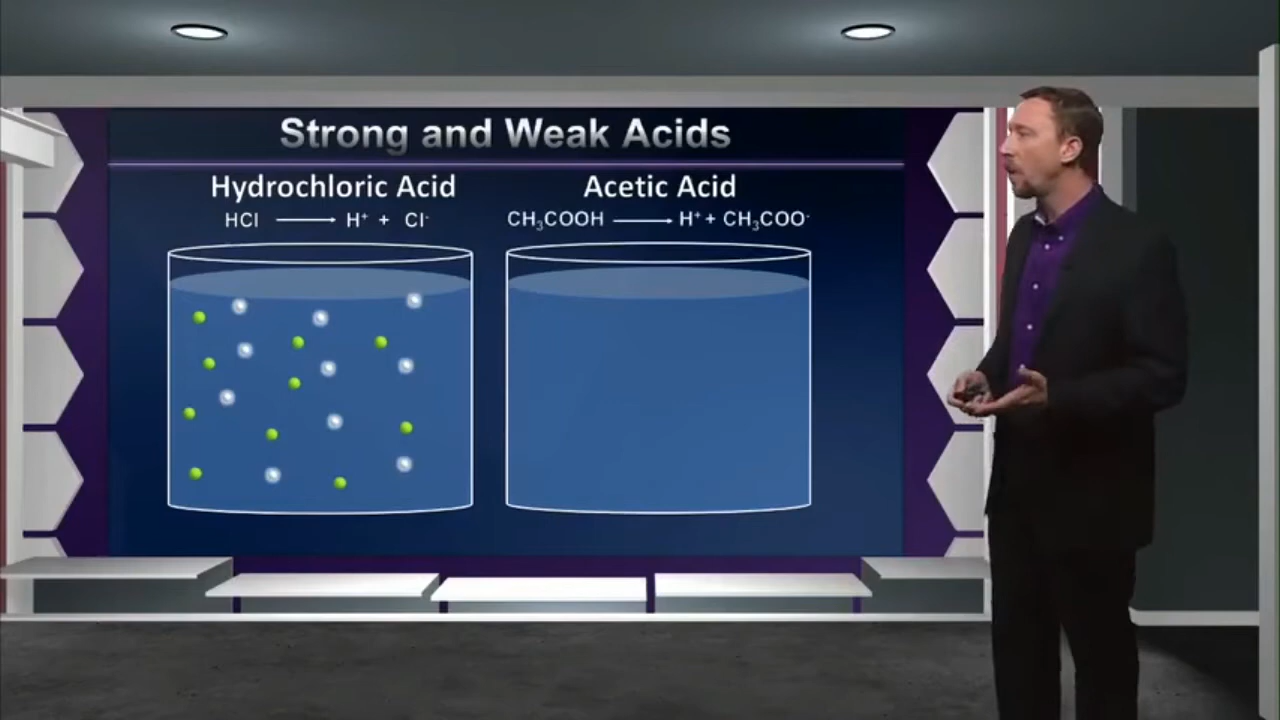 Strong and Weak Acids
Hydrochloric Acid
HCl ⟶ H⁺ + Cl⁻
Acetic Acid
CH₃COOH ⟶ H⁺ + CH₃COO⁻